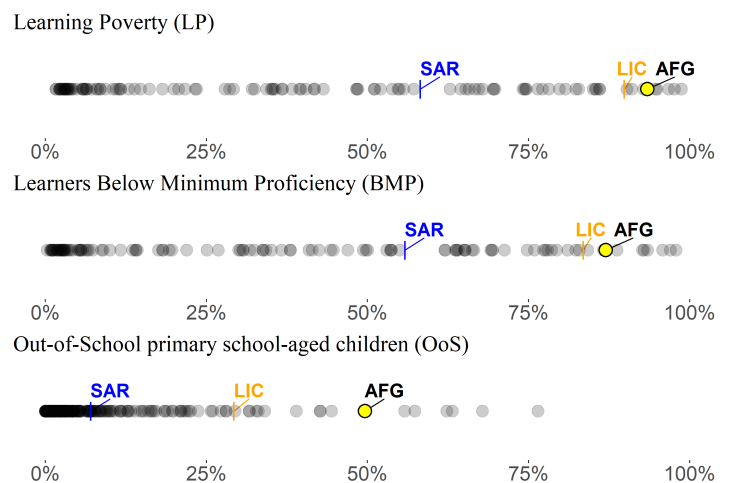 Learning Poverty (LP)
SAR LIC AFG
0% 25% 50% 75% 100%
Learners Below Minimum Proficiency (BMP)
SAR LIC AFG
0% 25% 50% 75% 100%
Out-of-School primary school-aged children (OoS)
SAR LIC AFG
0% 25% 50% 75% 100%